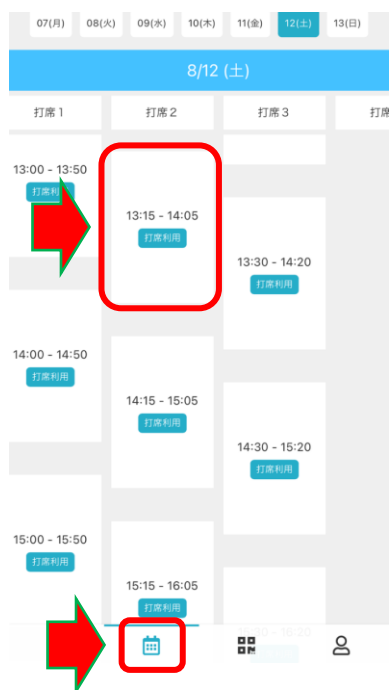 07(月) 08(火) 09(水) 10(木) 11(金) 12(土) 13(日)
8/12 (土)
打席 1 打席 2 打席 3
13:00 - 13:50
打席利用
13:15 - 14:05
打席利用
13:30 - 14:20
打席利用
14:00 - 14:50
打席利用
14:15 - 15:05
打席利用
14:30 - 15:20
打席利用
15:00 - 15:50
打席利用
15:15 - 16:05
打席利用